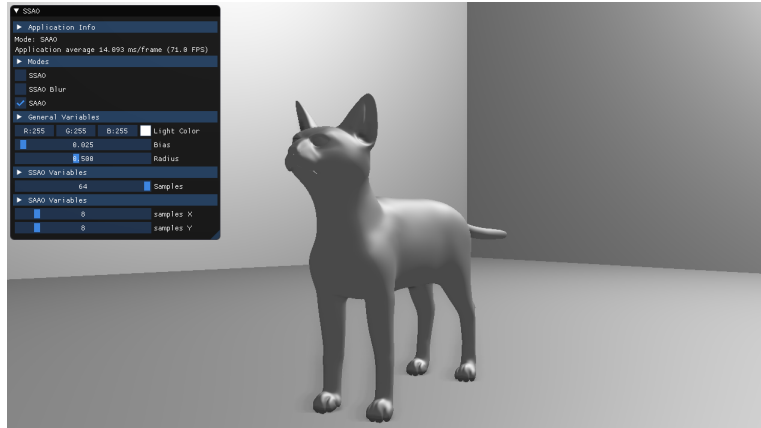 SSAO
Application Info
Mode: SAAO
Application average 14.093 ms/frame (71.0 FPS)
Modes
SSAO
SSAO Blur
SAAO
General Variables
R:255 G:255 B:255 Light Color
0.025 Bias
0.500 Radius
SSAO Variables
64 Samples
SAAO Variables
8 samples X
8 samples Y